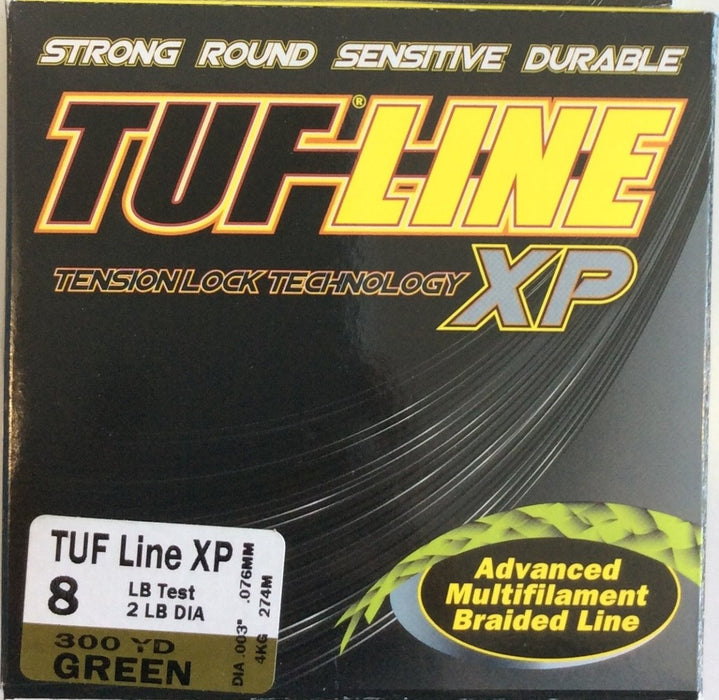 STRONG ROUND SENSITIVE DURABLE
TUF-LINE®
XP
TENSION LOCK TECHNOLOGY
TUF Line XP
8 LB Test
2 LB DIA
300 YD
GREEN
DIA .003" .076MM
4KG 274M
Advanced
Multifilament
Braided Line